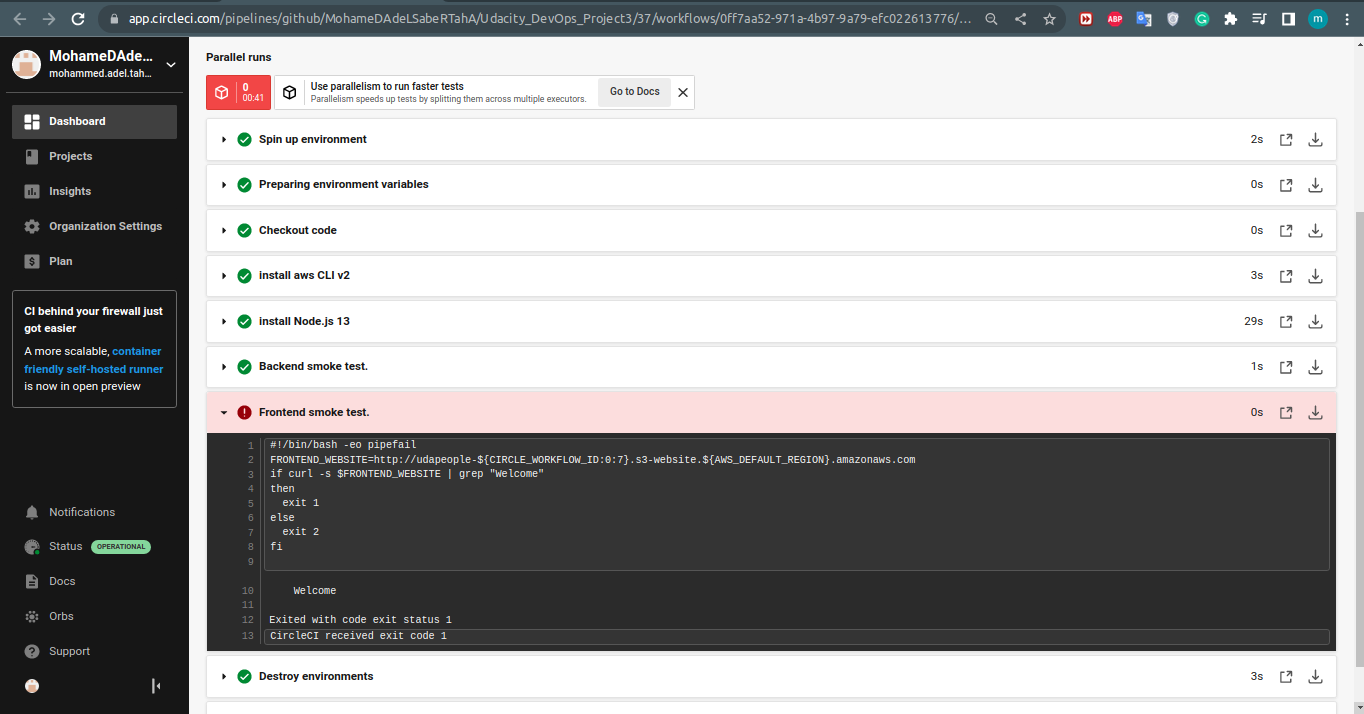 app.circleci.com/pipelines/github/MohameDAdeLSabeRTahA/Udacity_DevOps_Project3/37/workflows/0ff7aa52-971a-4b97-9a79-efc022613776/...
ABP
m
MohameDAde...
mohammed.adel.tah...
Dashboard
Projects
Insights
Organization Settings
Plan
CI behind your firewall just
got easier
A more scalable, container
friendly self-hosted runner
is now in open preview
Notifications
Status OPERATIONAL
Docs
Orbs
Support
Parallel runs
0
00:41
Use parallelism to run faster tests
Parallelism speeds up tests by splitting them across multiple executors.
Go to Docs
Spin up environment 2s
Preparing environment variables 0s
Checkout code 0s
install aws CLI v2 3s
install Node.js 13 29s
Backend smoke test. 1s
Frontend smoke test. 0s
1 #!/bin/bash -eo pipefail
2 FRONTEND_WEBSITE=http://udapeople-${CIRCLE_WORKFLOW_ID:0:7}.s3-website.${AWS_DEFAULT_REGION}.amazonaws.com
3 if curl -s $FRONTEND_WEBSITE | grep "Welcome"
4 then
5 exit 1
6 else
7 exit 2
8 fi
9
10 Welcome
11
12 Exited with code exit status 1
13 CircleCI received exit code 1
Destroy environments 3s